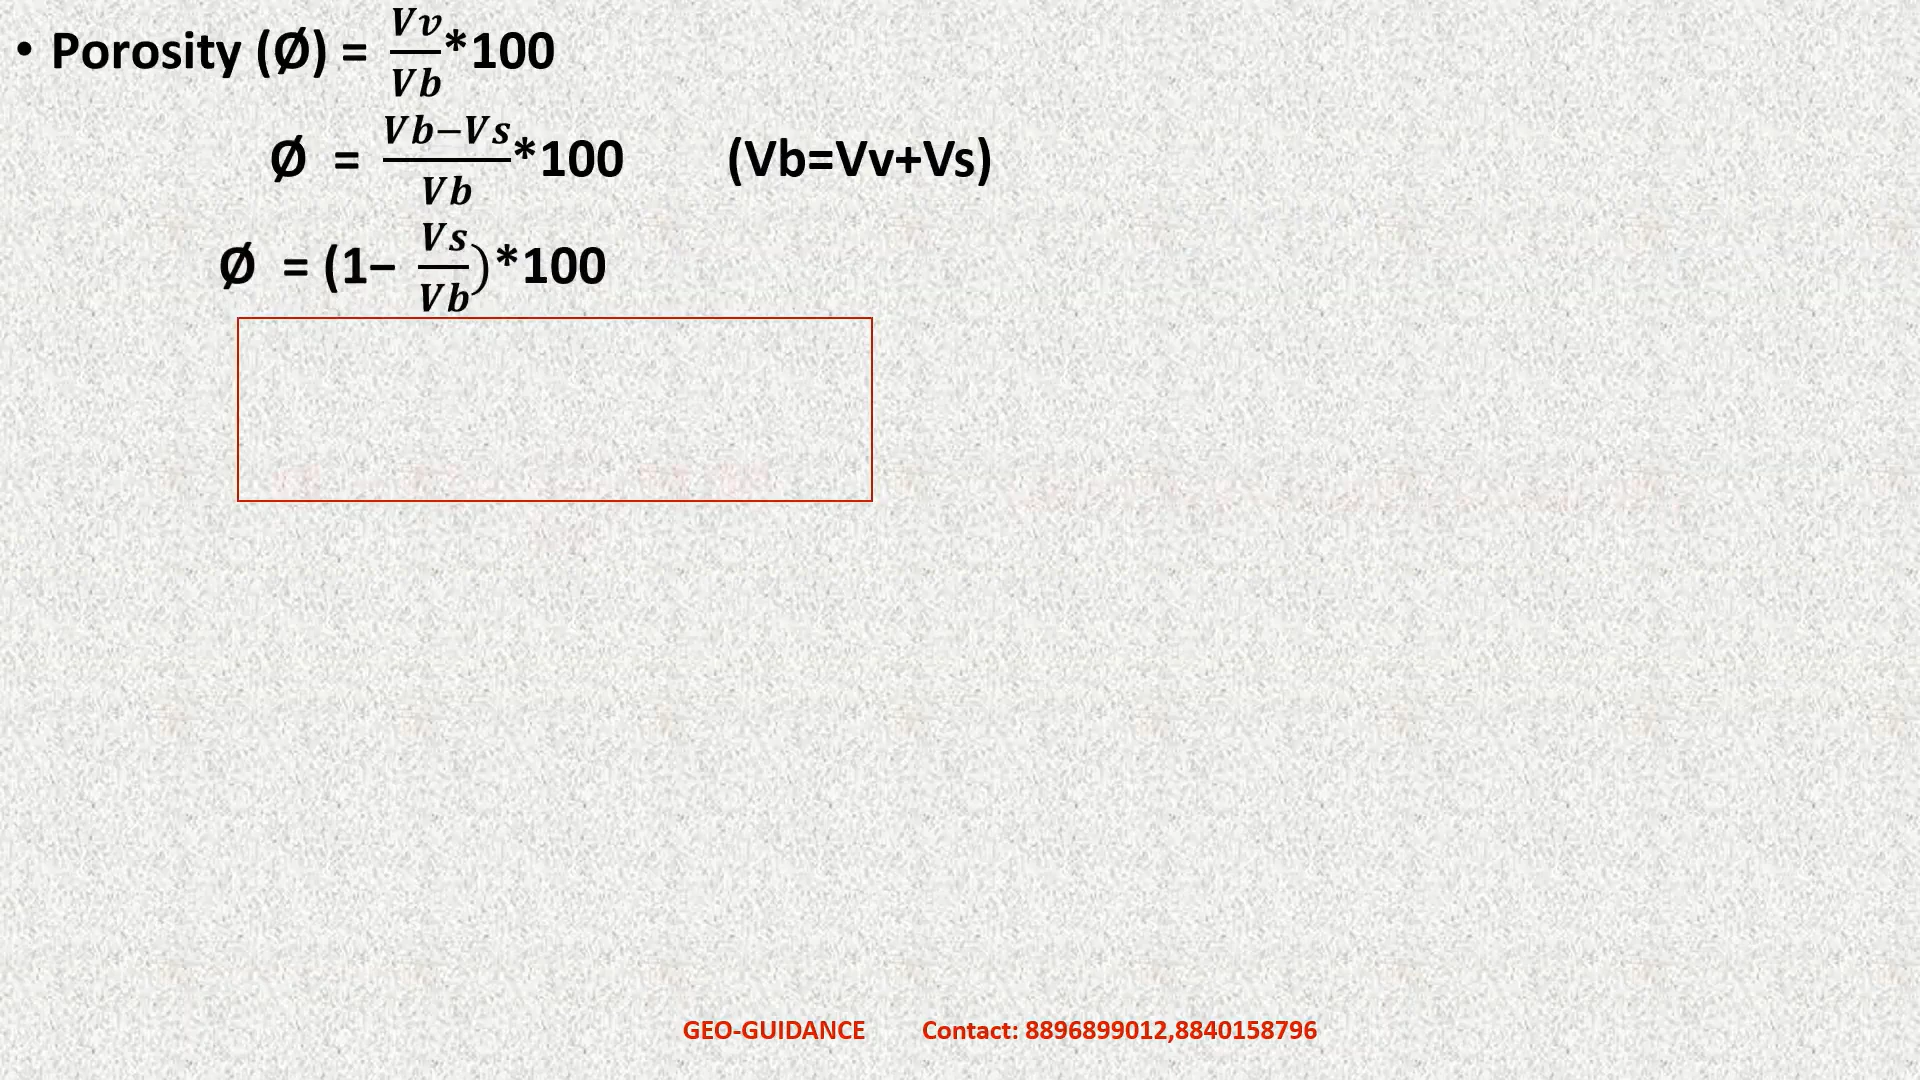 • Porosity (Ø) = Vv/Vb*100
Ø = Vb−Vs/Vb*100 (Vb=Vv+Vs)
Ø = (1− Vs/Vb)*100
GEO-GUIDANCE Contact: 8896899012,8840158796